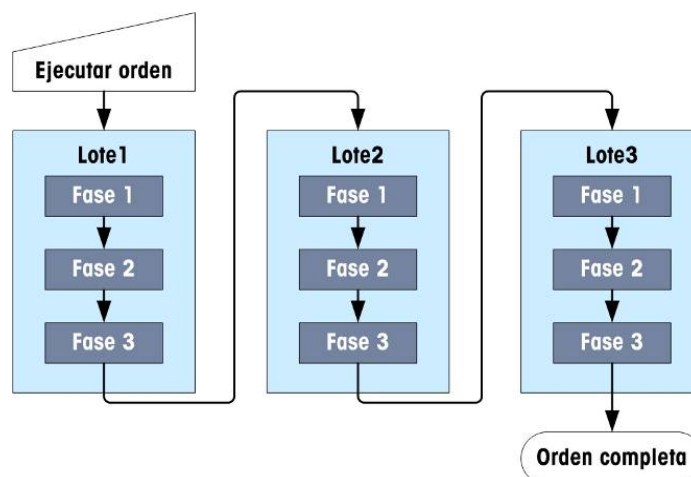 Ejecutar orden
Lote1
Fase 1
Fase 2
Fase 3
Lote2
Fase 1
Fase 2
Fase 3
Lote3
Fase 1
Fase 2
Fase 3
Orden completa